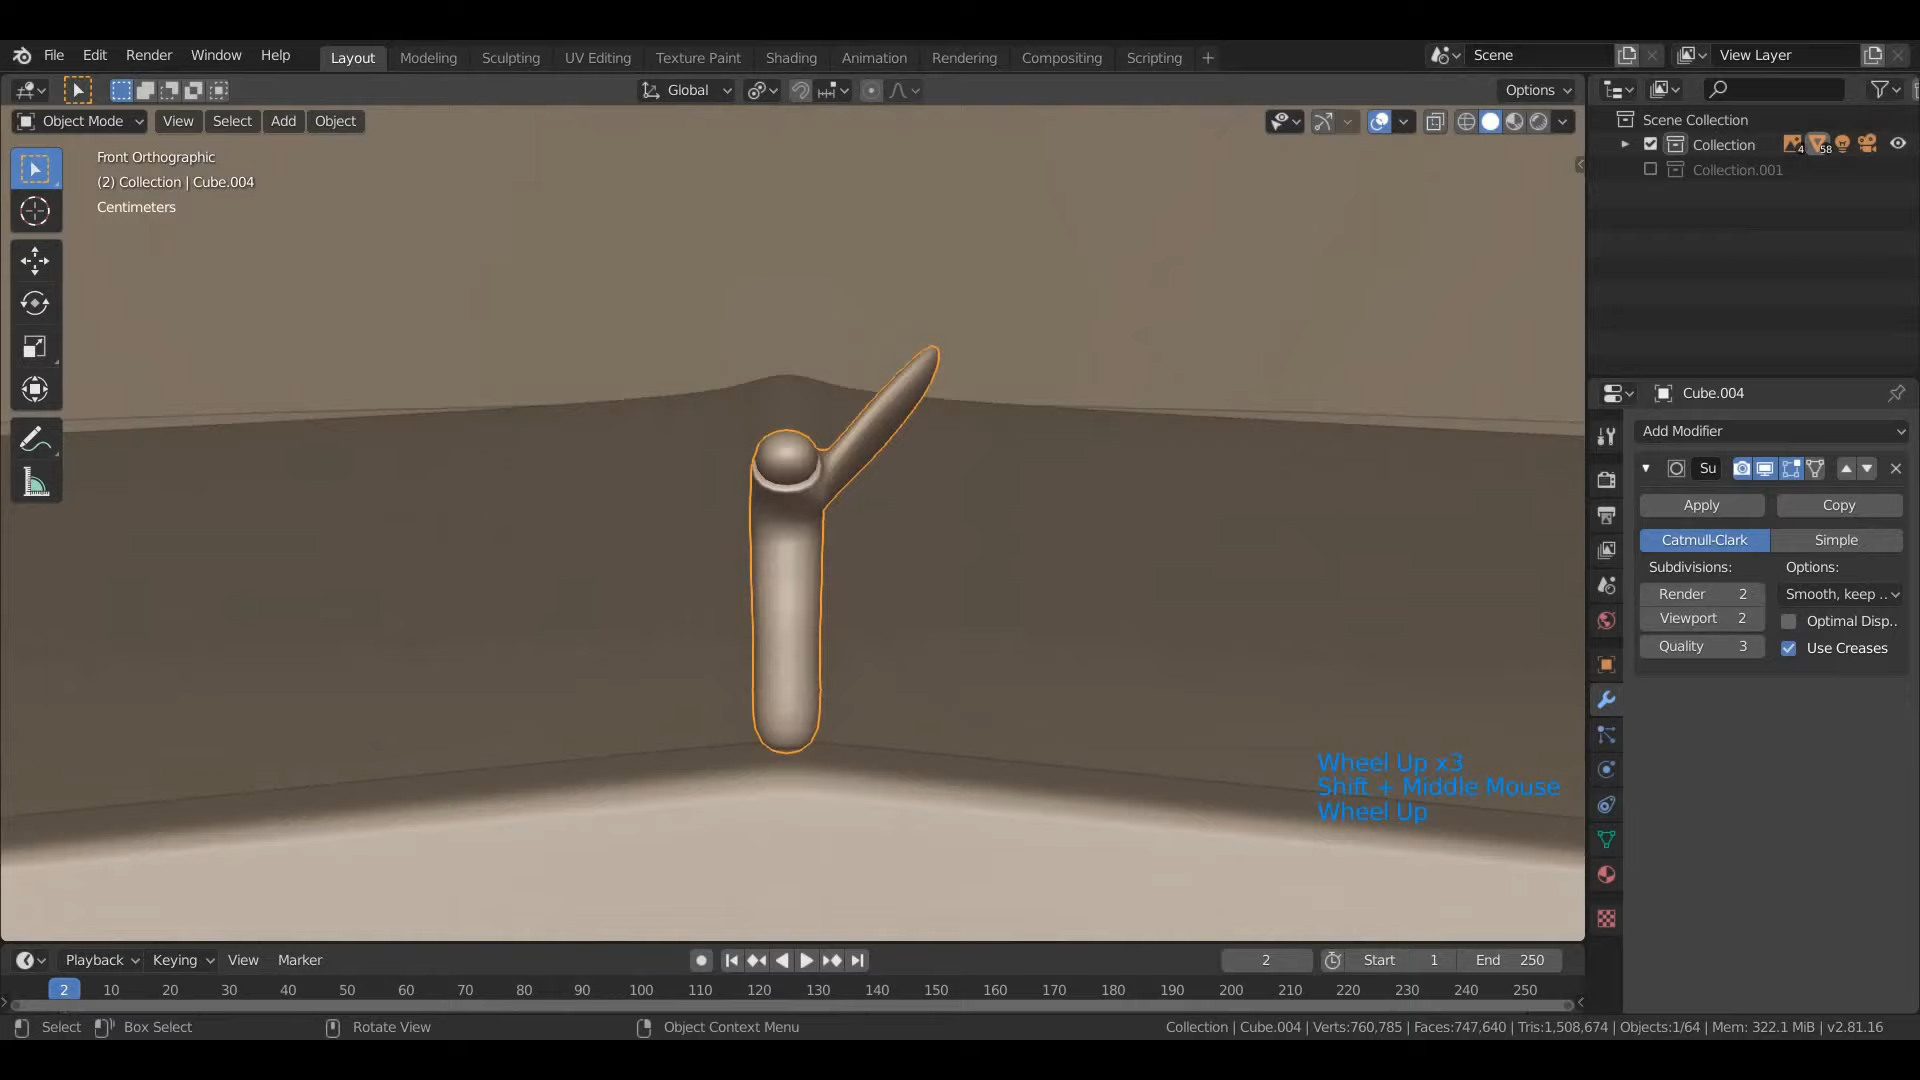 File Edit Render Window Help Layout Modeling Sculpting UV Editing Texture Paint Shading Animation Rendering Compositing Scripting + Scene View Layer
Global Options
Object Mode View Select Add Object
Front Orthographic
(2) Collection | Cube.004
Centimeters
Scene Collection
Collection 4 58
Collection.001
Cube.004
Add Modifier
Su
Apply Copy
Catmull-Clark Simple
Subdivisions: Options:
Render 2 Smooth, keep ..
Viewport 2 Optimal Disp..
Quality 3 Use Creases
Wheel Up x3
Shift + Middle Mouse
Wheel Up
Playback Keying View Marker 2 Start 1 End 250
2 10 20 30 40 50 60 70 80 90 100 110 120 130 140 150 160 170 180 190 200 210 220 230 240 250
Select Box Select Rotate View Object Context Menu Collection | Cube.004 | Verts:760,785 | Faces:747,640 | Tris:1,508,674 | Objects:1/64 | Mem: 322.1 MiB | v2.81.16